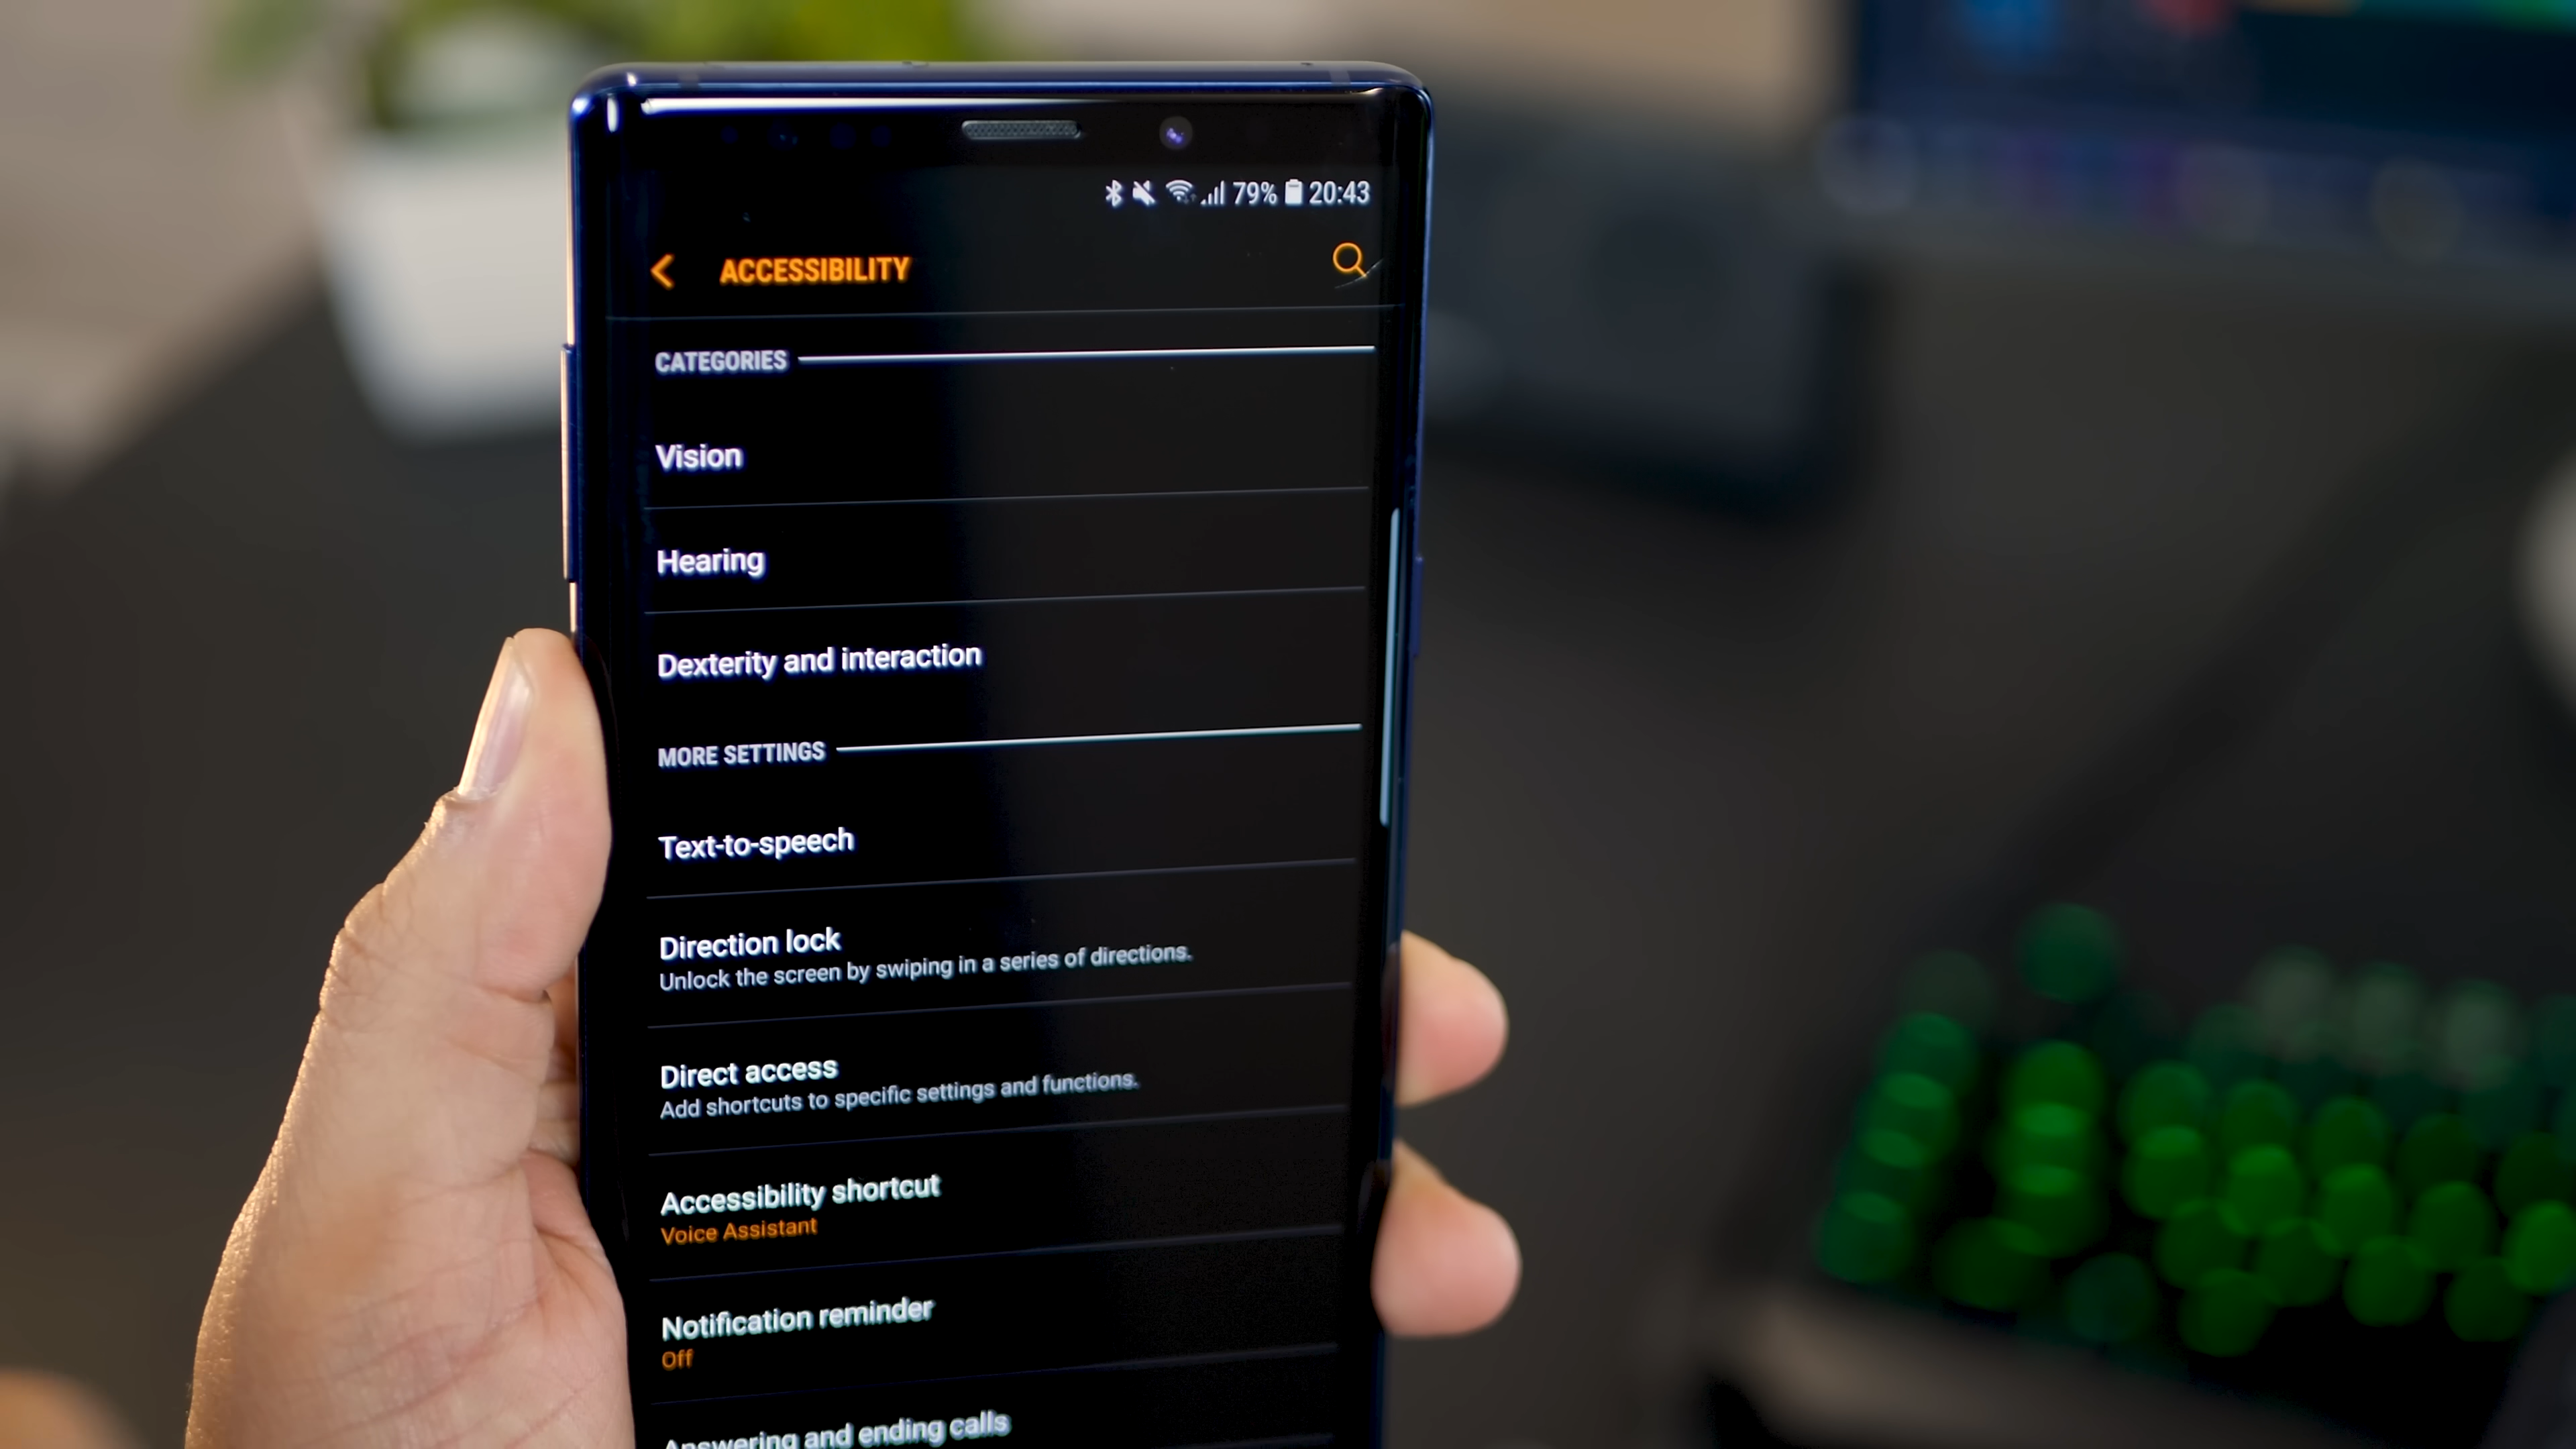 79% 20:43
ACCESSIBILITY
CATEGORIES
Vision
Hearing
Dexterity and interaction
MORE SETTINGS
Text-to-speech
Direction lock
Unlock the screen by swiping in a series of directions.
Direct access
Add shortcuts to specific settings and functions.
Accessibility shortcut
Voice Assistant
Notification reminder
Off
Answering and ending calls